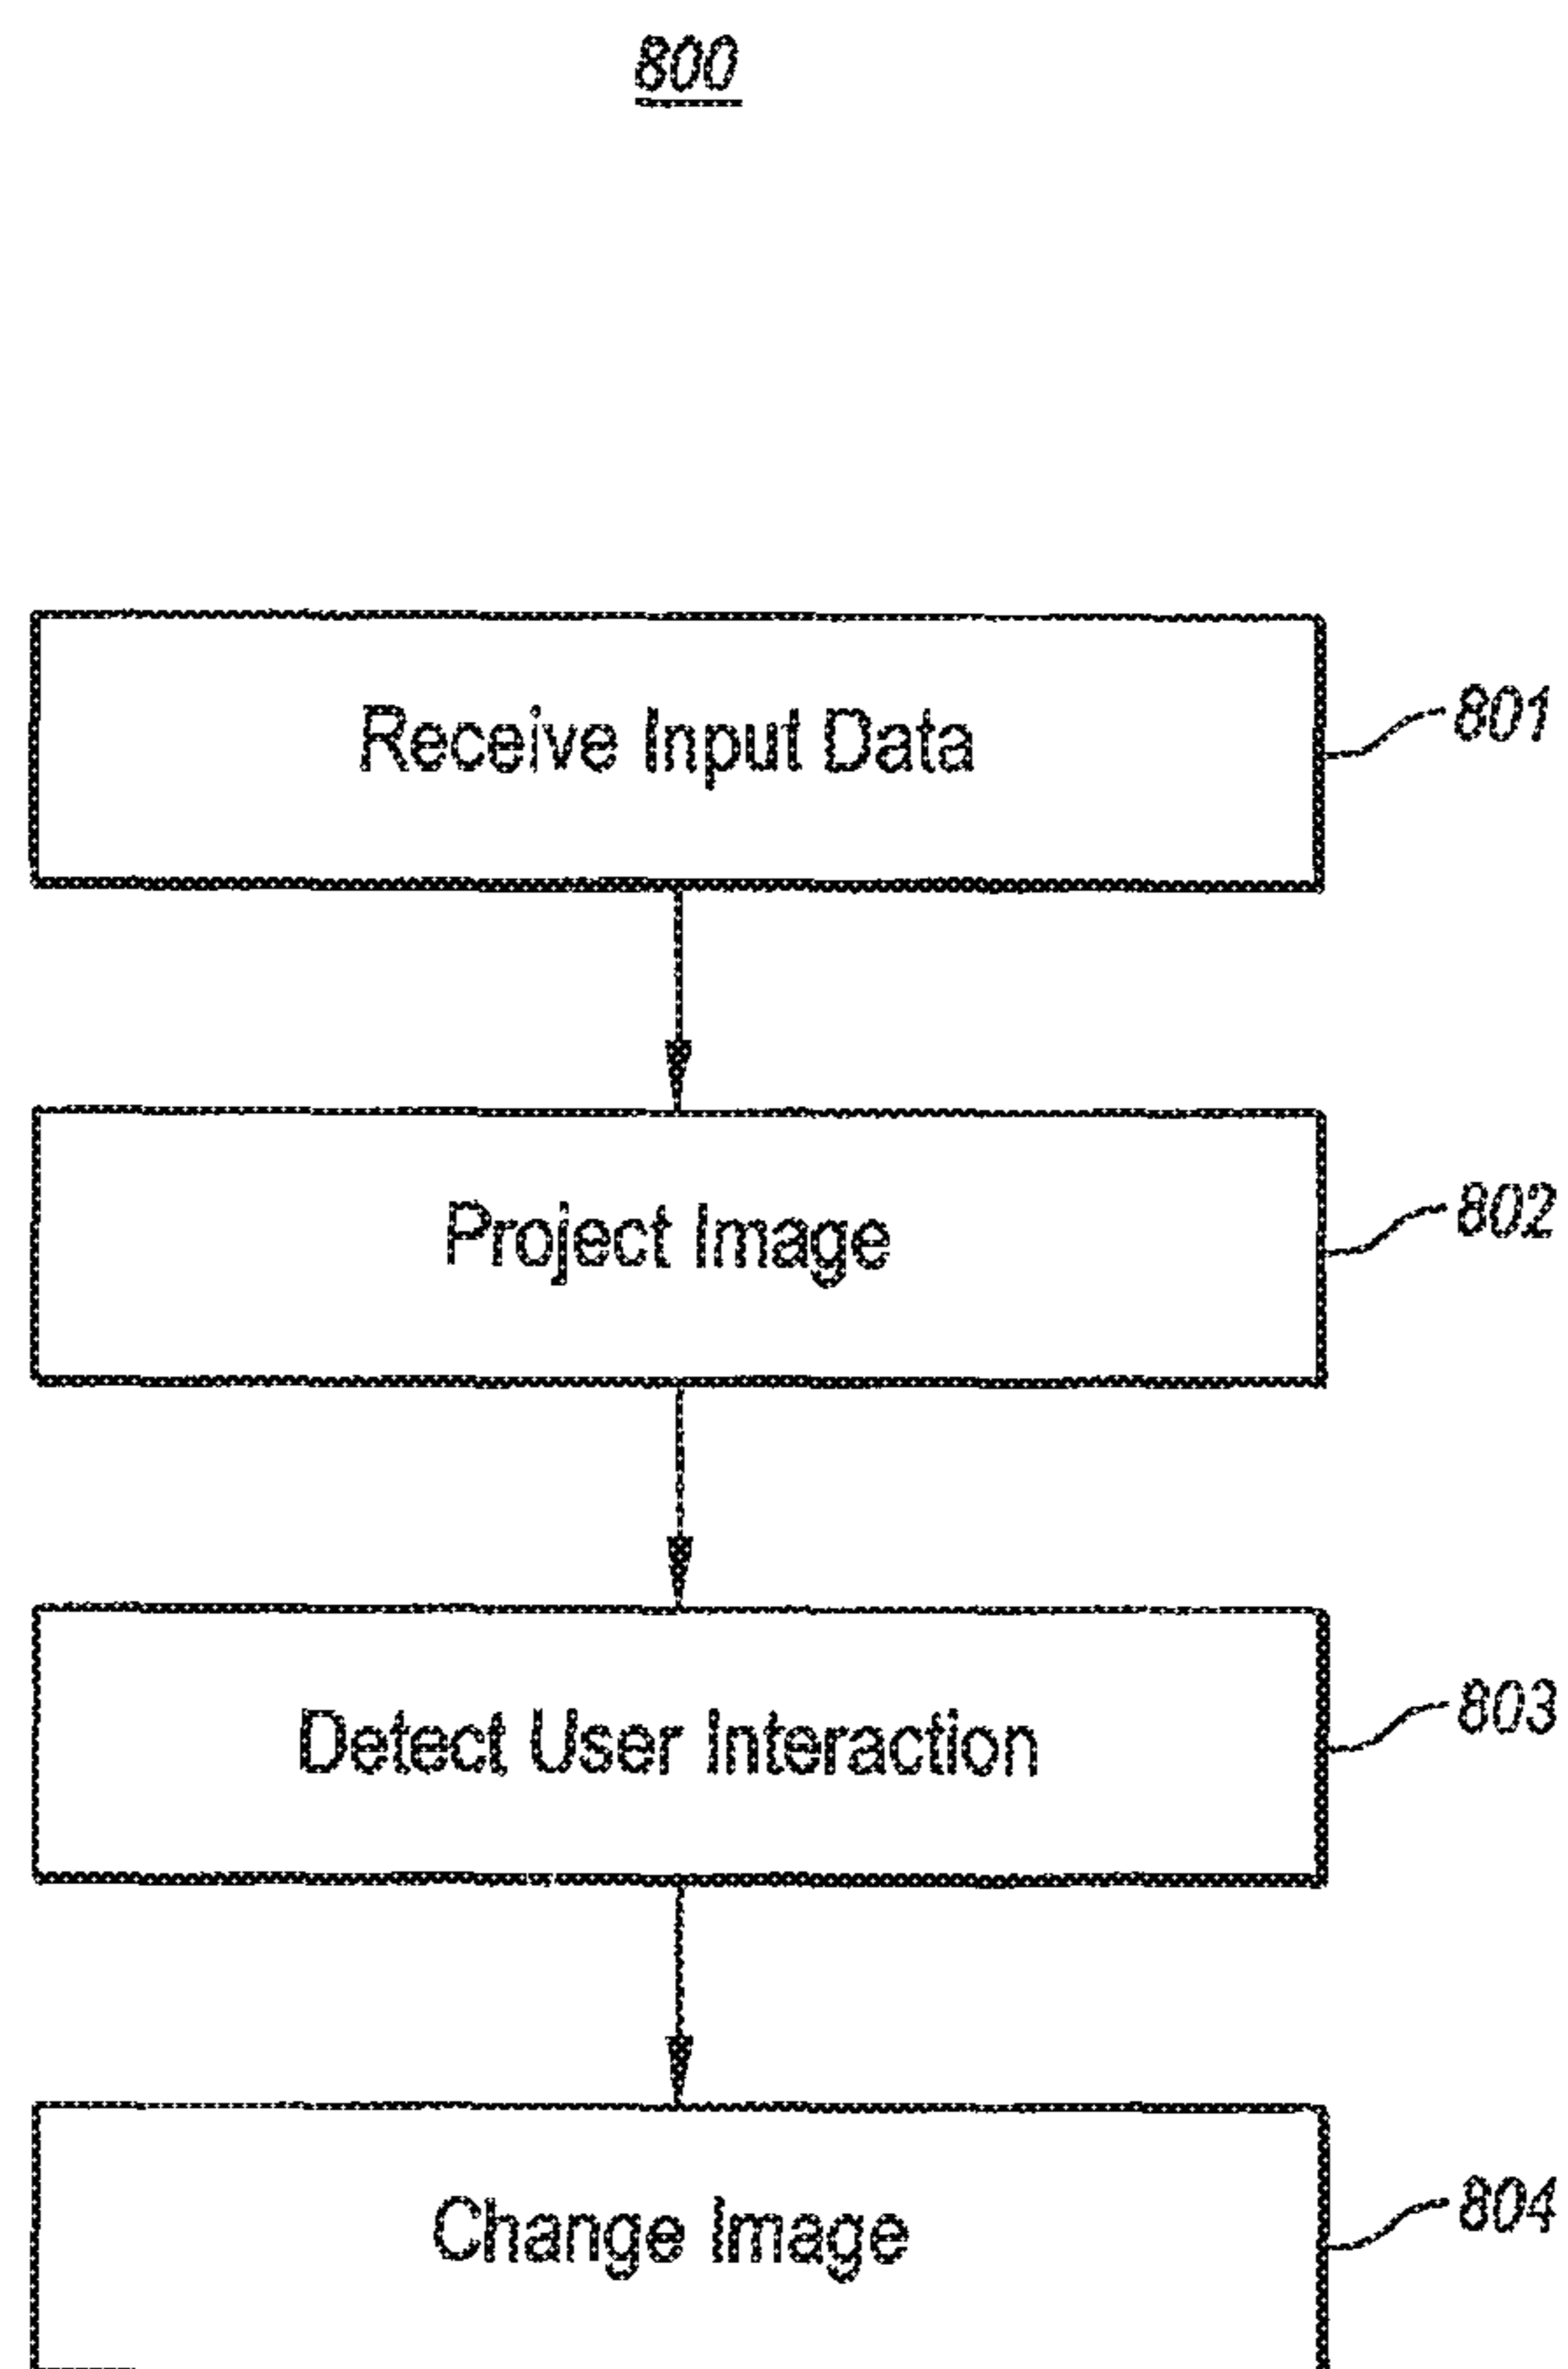 800
Receive Input Data
801
Project Image
802
Detect User Interaction
803
Change Image
804